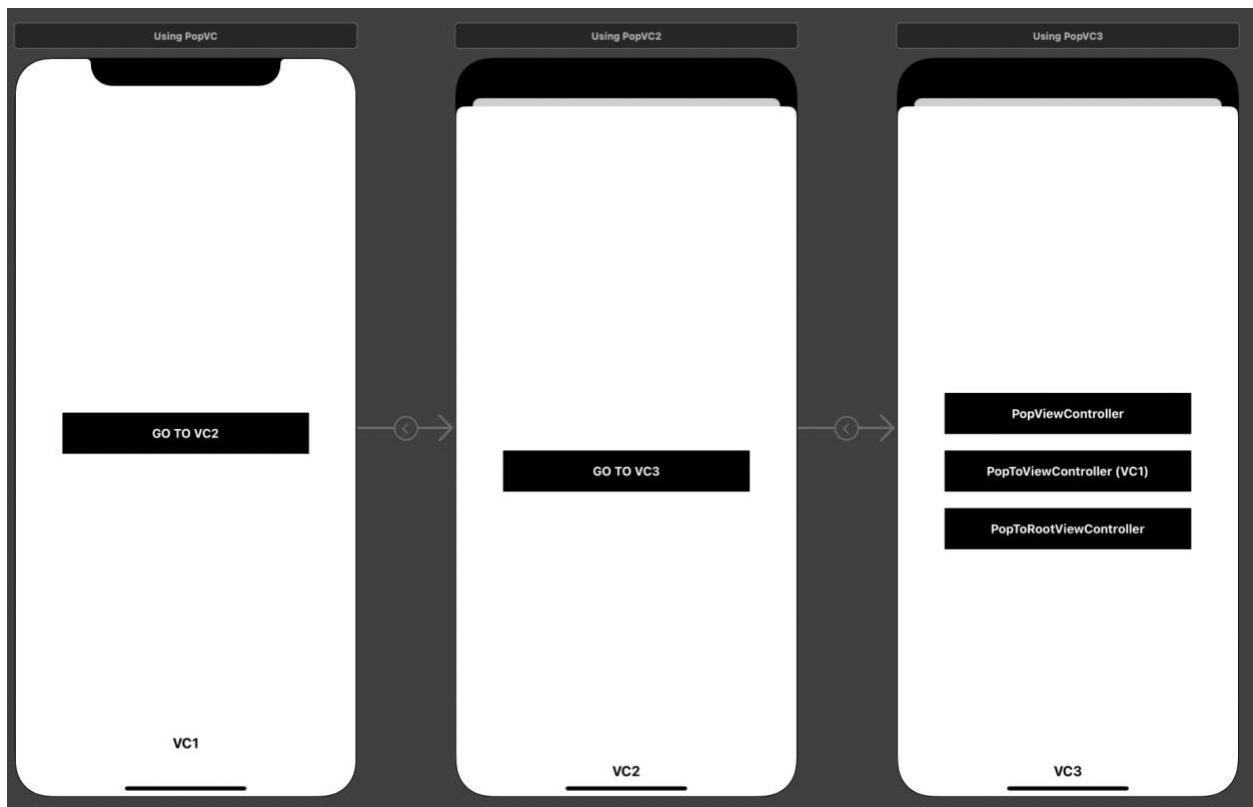 Using PopVC
GO TO VC2
VC1
Using PopVC2
GO TO VC3
VC2
Using PopVC3
PopViewController
PopToViewController (VC1)
PopToRootViewController
VC3